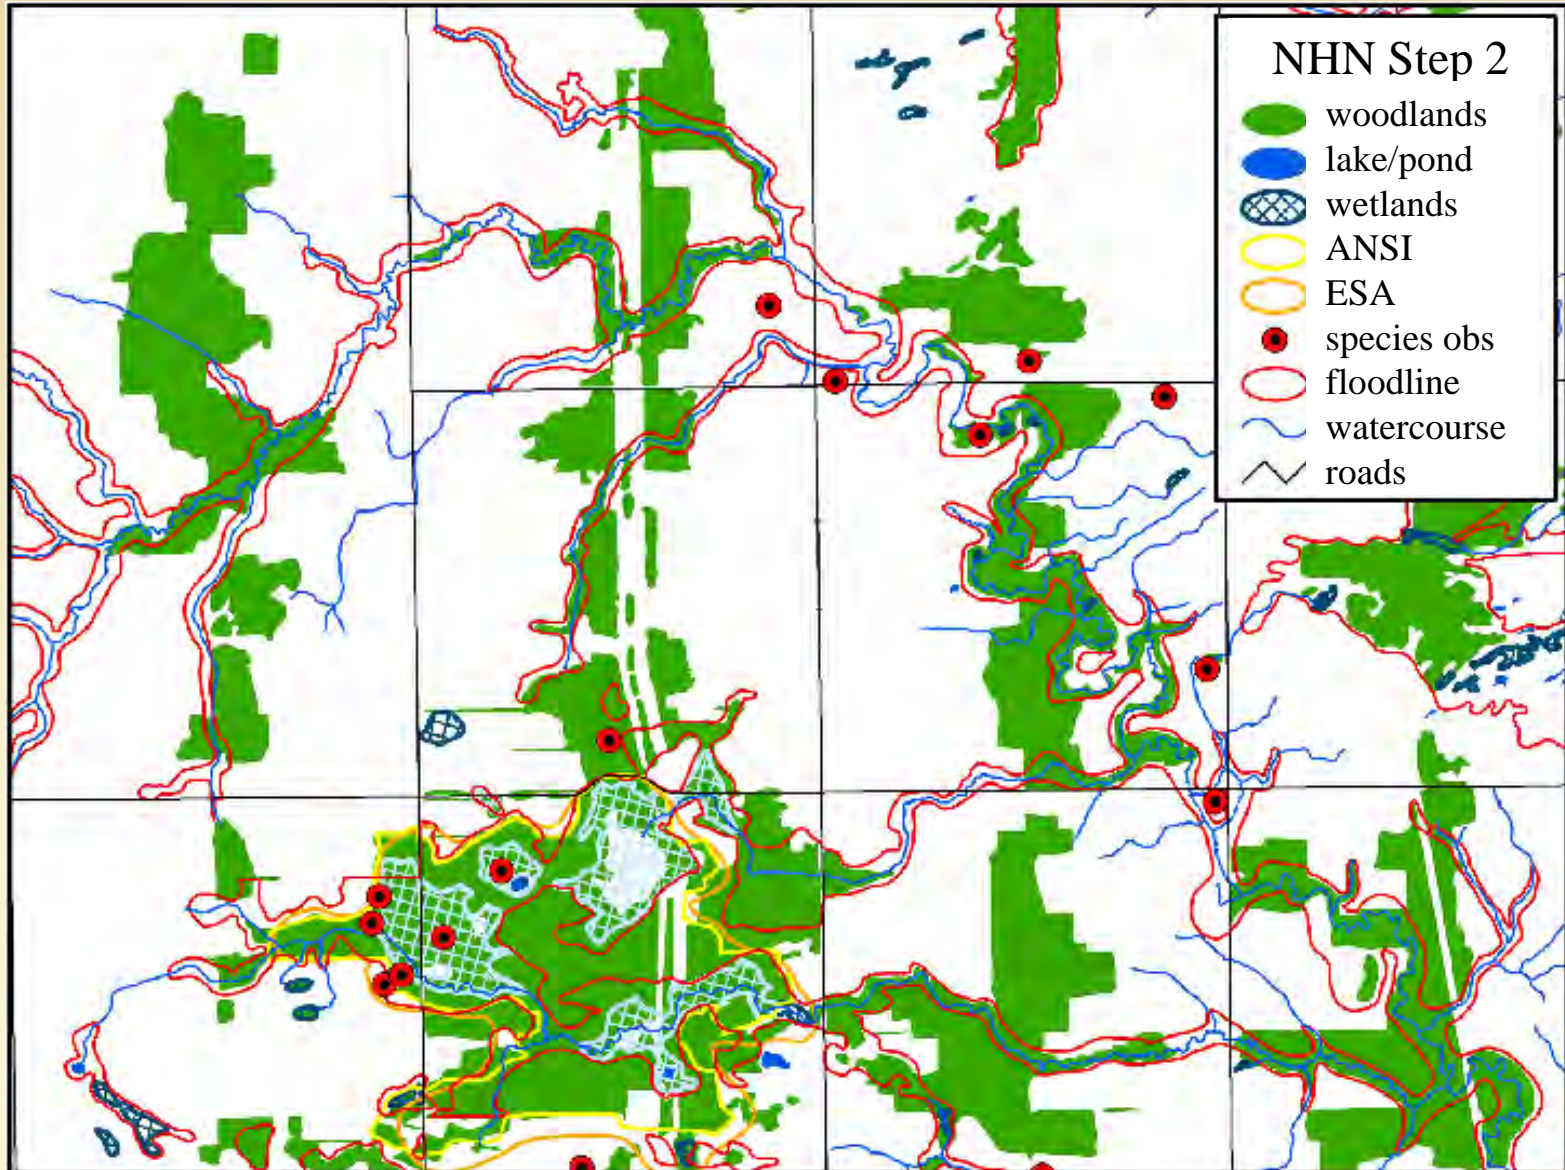 NHN Step 2
woodlands
lake/pond
wetlands
ANSI
ESA
species obs
floodline
watercourse
roads